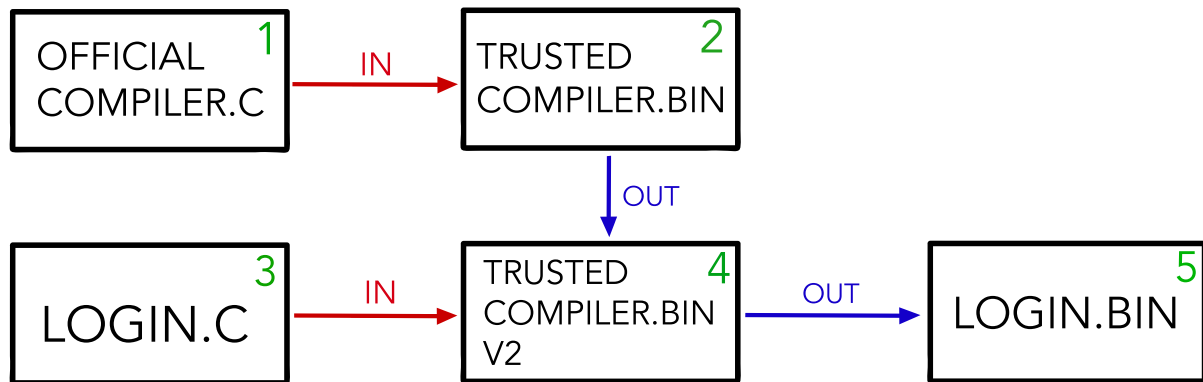 OFFICIAL
COMPILER.C
1
IN
TRUSTED
COMPILER.BIN
2
OUT
LOGIN.C
3
IN
TRUSTED
COMPILER.BIN
V2
4
OUT
LOGIN.BIN
5